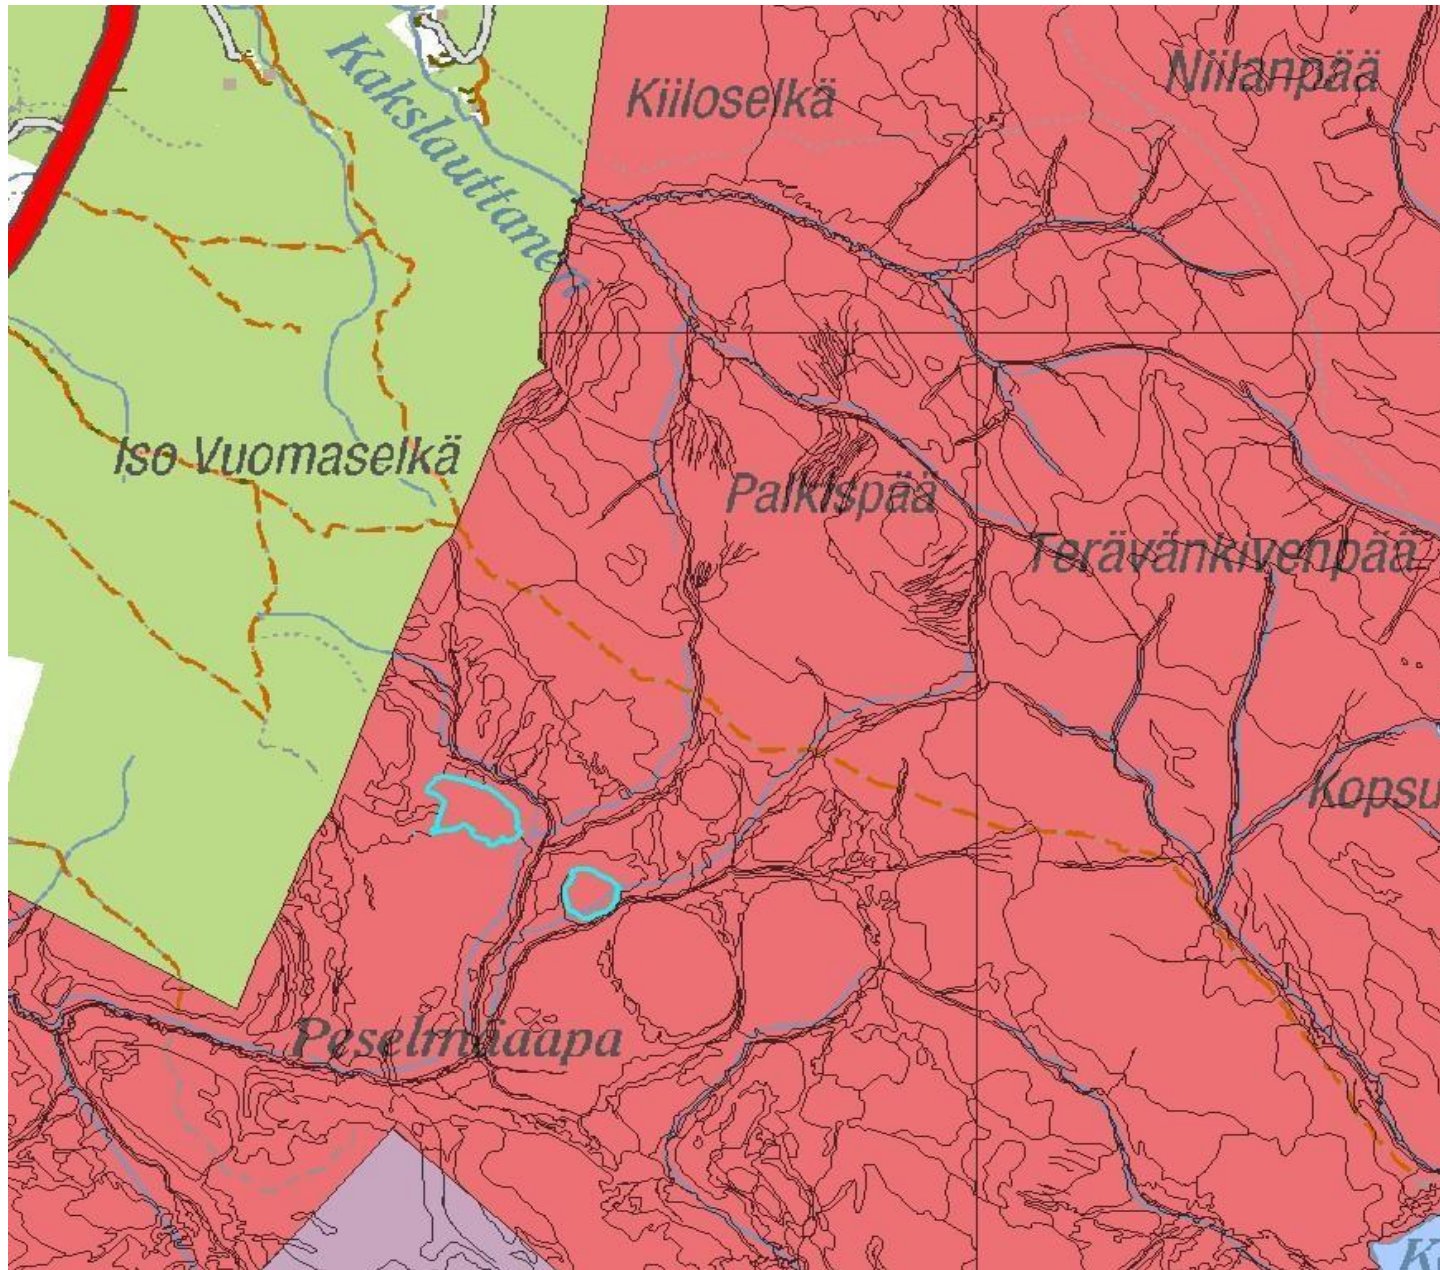 Niilanpää
Kiiloselkä
Kakslauttanen
Iso Vuomaselkä
Palkispää
Terävänkivenpää
Kopsu
Peselmäaapa